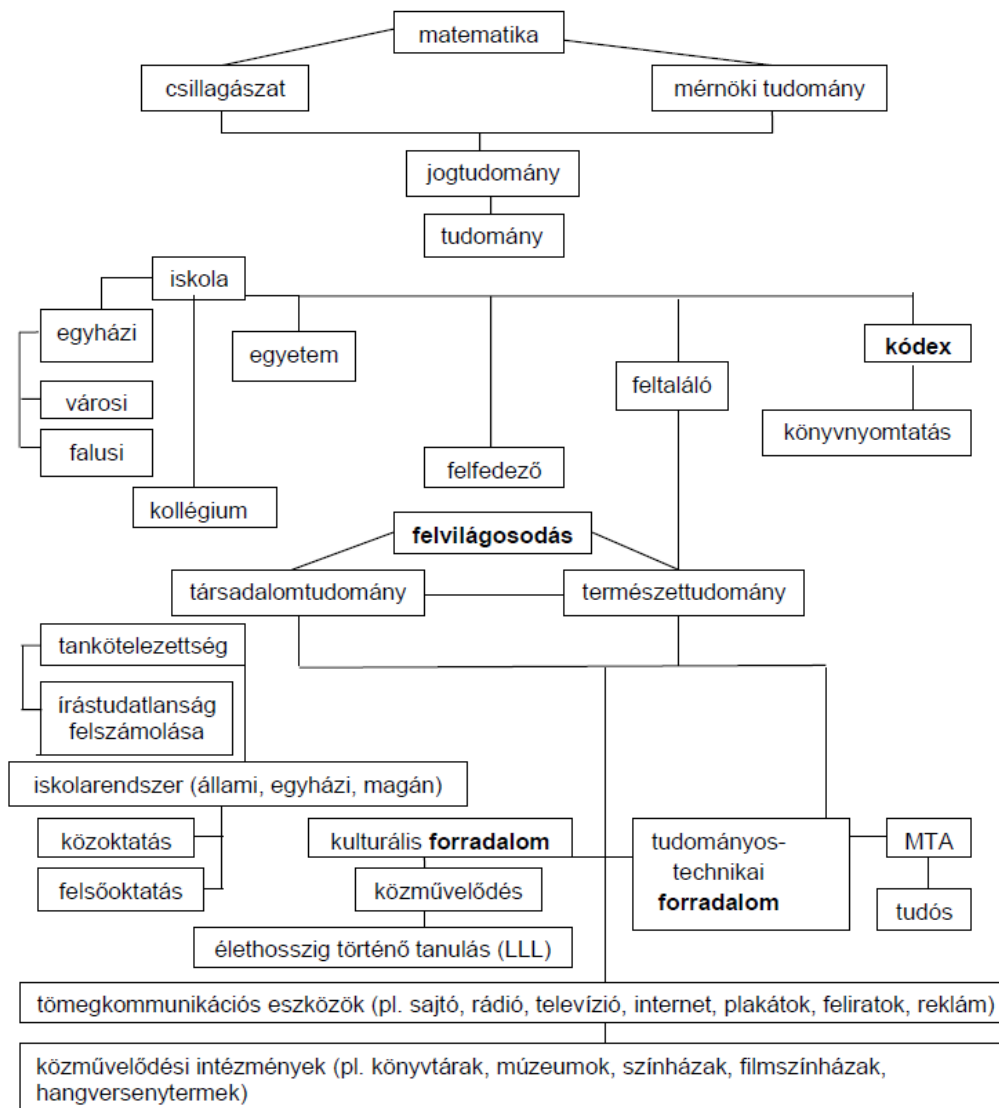 matematika
csillagászat
mérnöki tudomány
jogtudomány
tudomány
iskola
egyházi
egyetem
kódex
feltaláló
városi
könyvnyomtatás
falusi
felfedező
kollégium
felvilágosodás
társadalomtudomány
természettudomány
tankötelezettség
írástudatlanság
felszámolása
iskolarendszer (állami, egyházi, magán)
közoktatás
kulturális forradalom
tudományos-
technikai
forradalom
MTA
felsőoktatás
közművelődés
tudós
élethosszig történő tanulás (LLL)
tömegkommunikációs eszközök (pl. sajtó, rádió, televízió, internet, plakátok, feliratok, reklám)
közművelődési intézmények (pl. könyvtárak, múzeumok, színházak, filmszínházak,
hangversenytermek)